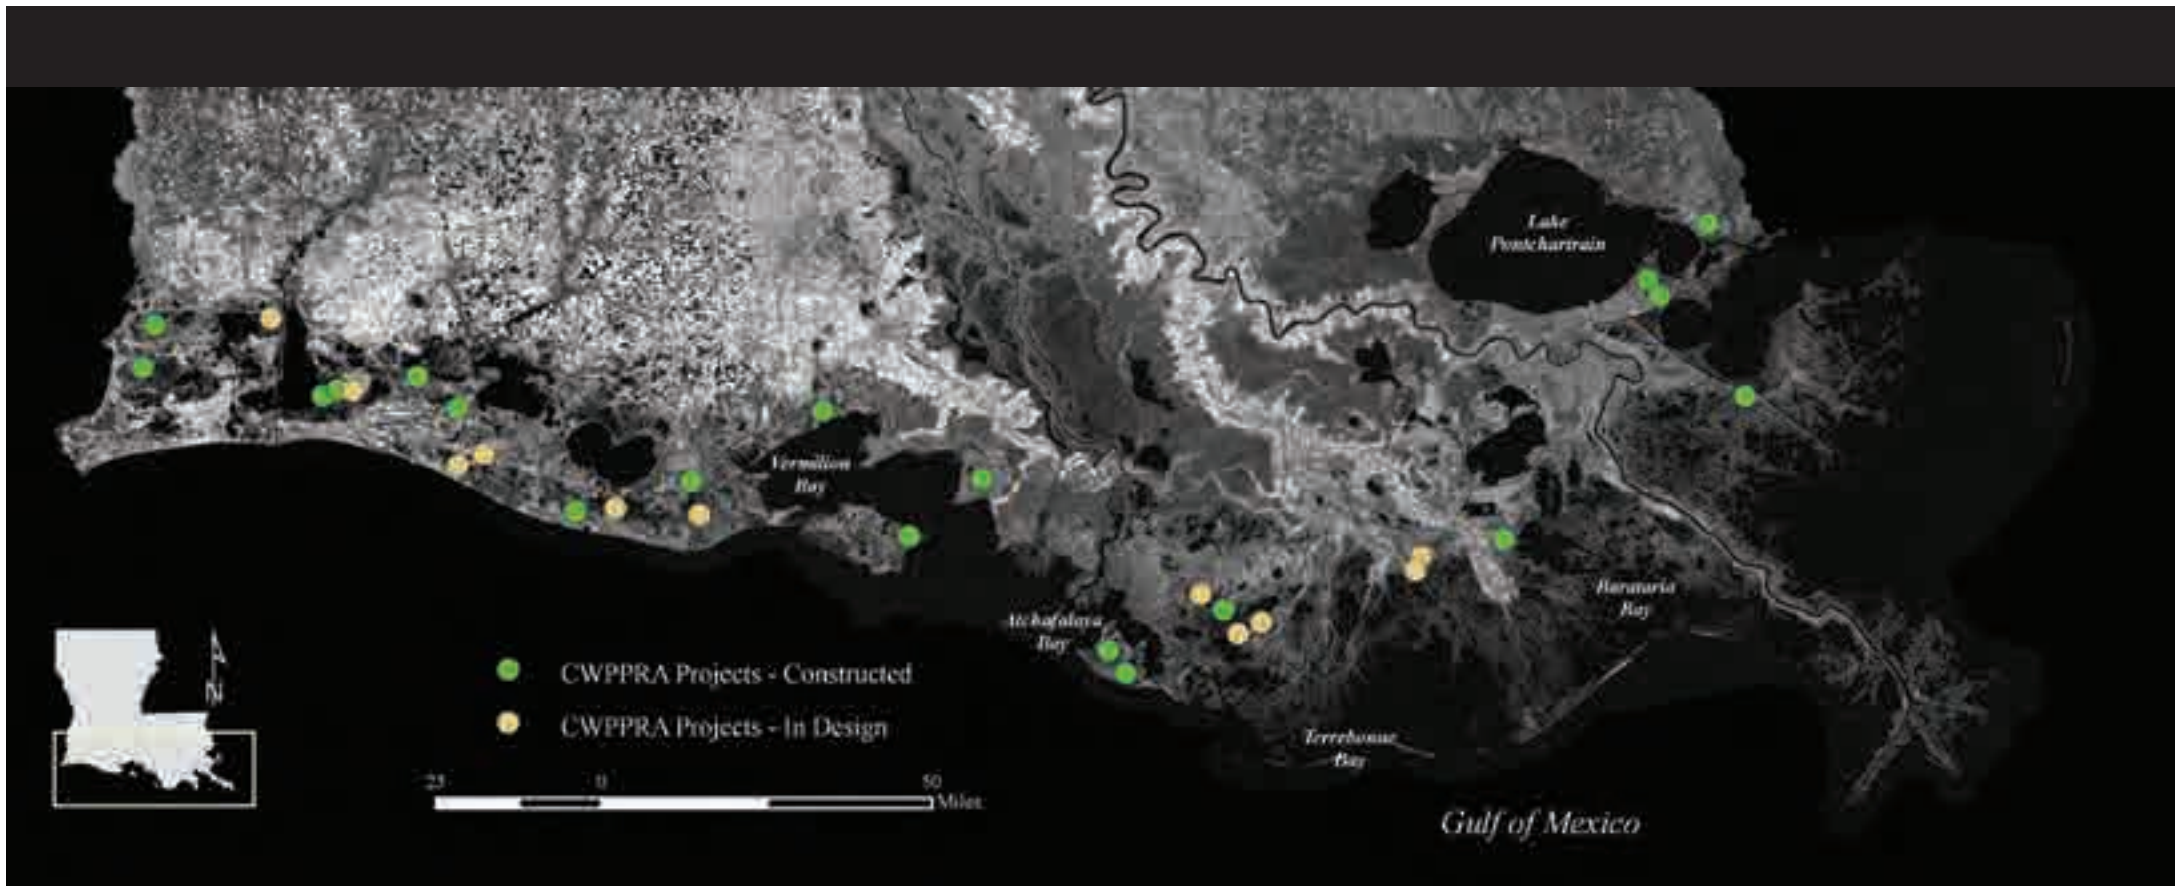 Lake
Pontchartrain
Vermilion
Bay
Barataria
Bay
Atchafalaya
Bay
N
CWPPRA Projects - Constructed
CWPPRA Projects - In Design
Terrebonne
Bay
25 0 50
Miles
Gulf of Mexico